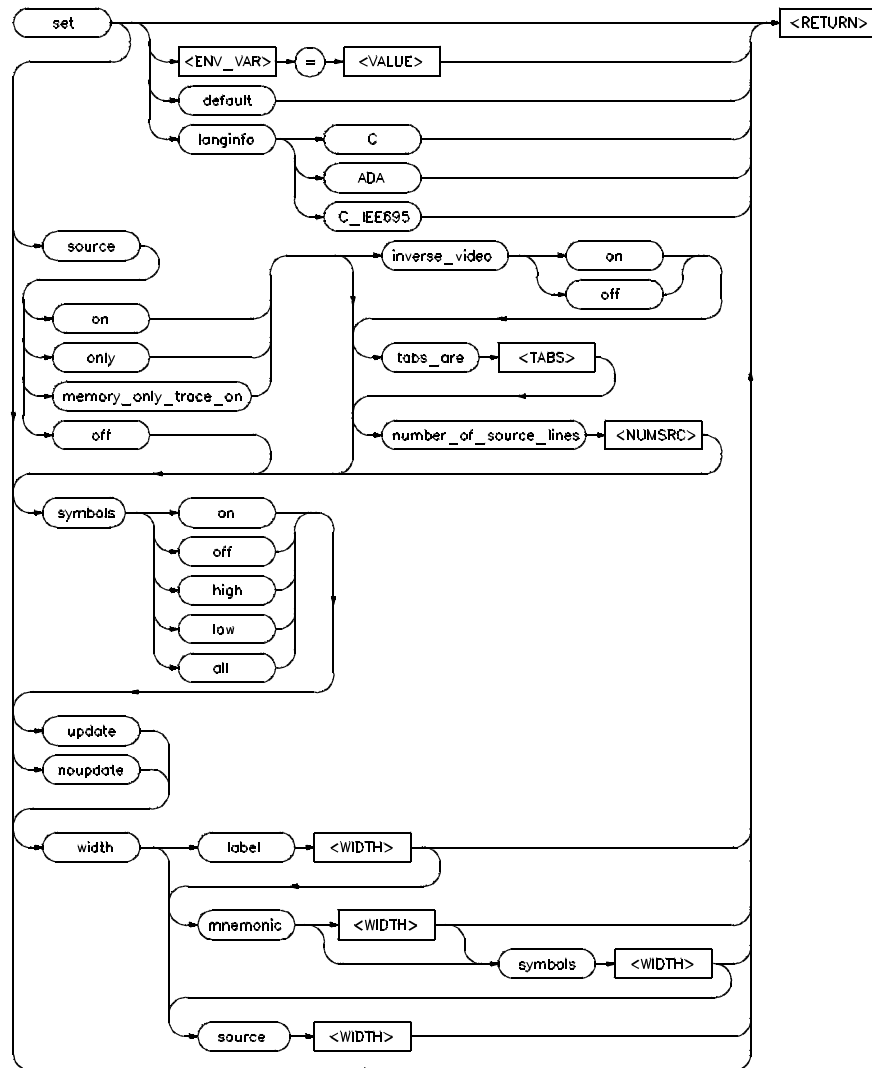 set
<RETURN>
<ENV_VAR> = <VALUE>
default
langinfo
C
ADA
C_IEE695
source
inverse_video
on
off
on
only
tabs_are <TABS>
memory_only_trace_on
off
number_of_source_lines <NUMSRC>
symbols
on
off
high
low
all
update
noupdate
width
label <WIDTH>
mnemonic <WIDTH>
symbols <WIDTH>
source <WIDTH>